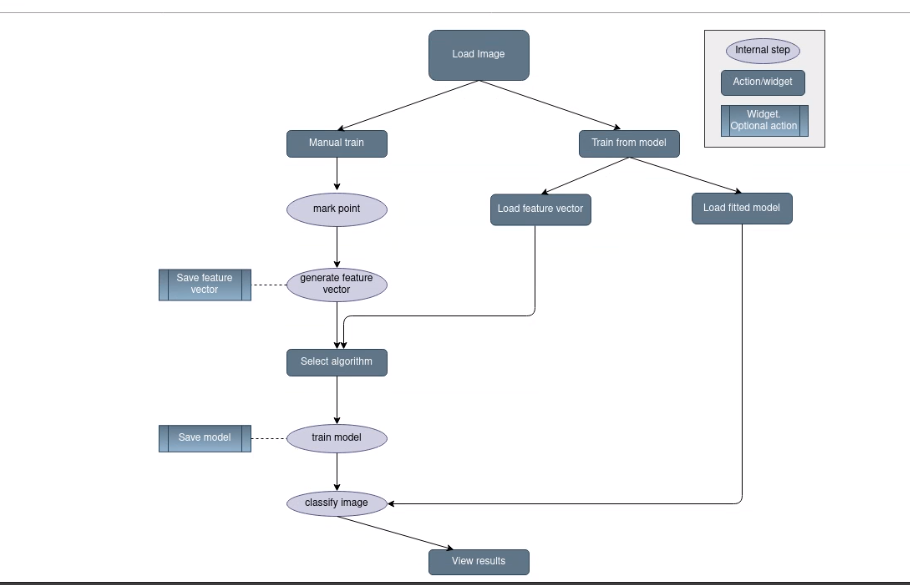 Load Image
Internal step
Action/widget
Widget.
Optional action
Manual train
Train from model
mark point
Load feature vector
Load fitted model
Save feature
vector
generate feature
vector
Select algorithm
Save model
train model
classify image
View results